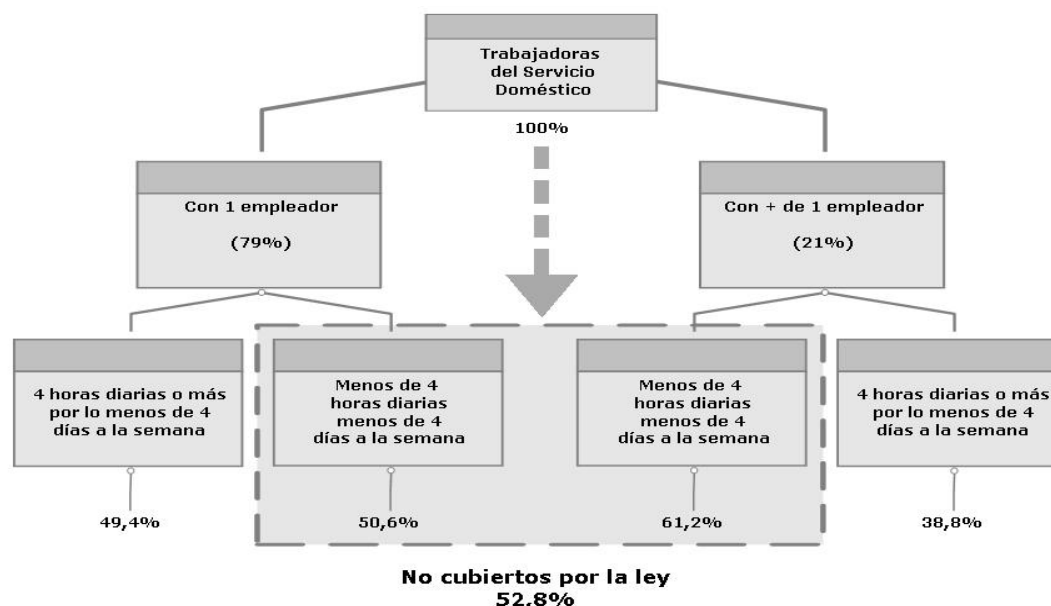 Trabajadoras
del Servicio
Doméstico
100%
Con 1 empleador
(79%)
Con + de 1 empleador
(21%)
4 horas diarias o más
por lo menos de 4
días a la semana
Menos de 4
horas diarias
menos de 4
días a la semana
Menos de 4
horas diarias
menos de 4
días a la semana
4 horas diarias o más
por lo menos de 4
días a la semana
49,4%
50,6%
61,2%
38,8%
No cubiertos por la ley
52,8%